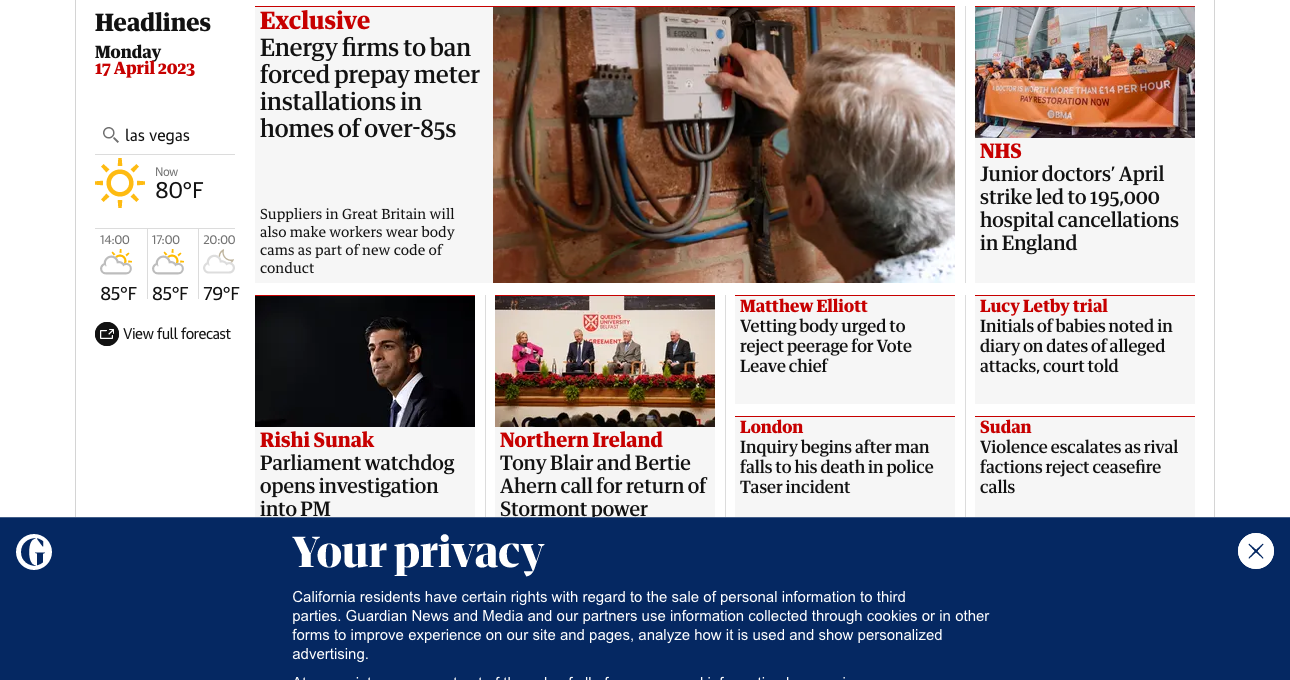 Headlines
Monday
17 April 2023
las vegas
Now
80°F
14:00
17:00
20:00
85°F
85°F
79°F
View full forecast
Exclusive
Energy firms to ban
forced prepay meter
installations in
homes of over-85s
Suppliers in Great Britain will
also make workers wear body
cams as part of new code of
conduct
DOCTOR IS WORTH MORE THAN £14 PER HOUR
PAY RESTORATION NOW
BMA
NHS
Junior doctors’ April
strike led to 195,000
hospital cancellations
in England
Rishi Sunak
Parliament watchdog
opens investigation
into PM
QUEEN'S
UNIVERSITY
BELFAST
AGREEMENT
Northern Ireland
Tony Blair and Bertie
Ahern call for return of
Stormont power
Matthew Elliott
Vetting body urged to
reject peerage for Vote
Leave chief
Lucy Letby trial
Initials of babies noted in
diary on dates of alleged
attacks, court told
London
Inquiry begins after man
falls to his death in police
Taser incident
Sudan
Violence escalates as rival
factions reject ceasefire
calls
G
Your privacy
California residents have certain rights with regard to the sale of personal information to third
parties. Guardian News and Media and our partners use information collected through cookies or in other
forms to improve experience on our site and pages, analyze how it is used and show personalized
advertising.